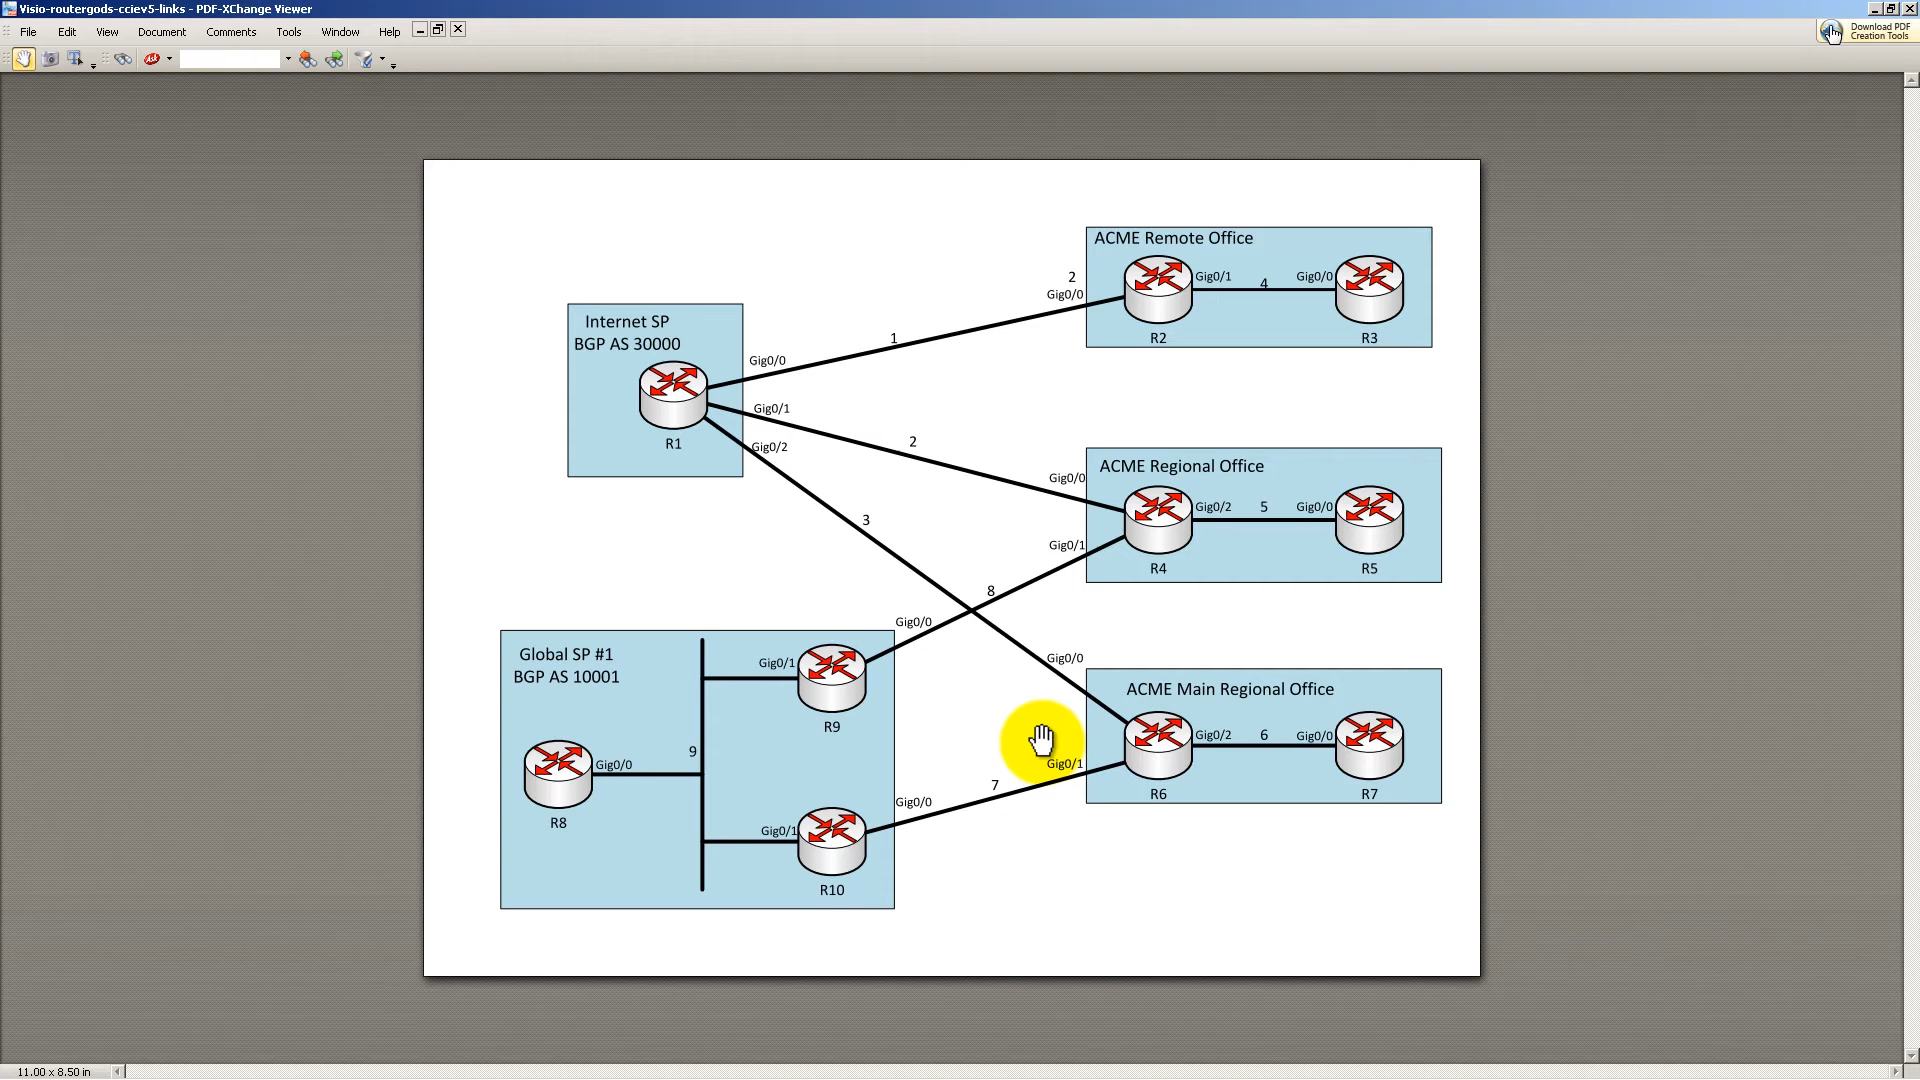 Visio-routergods-cciev5-links - PDF-XChange Viewer
File Edit View Document Comments Tools Window Help
Download PDF
Creation Tools
Ask
ACME Remote Office
2
Gig0/0
Gig0/1
4
Gig0/0
R2
R3
Internet SP
BGP AS 30000
1
Gig0/0
Gig0/1
Gig0/2
R1
2
3
ACME Regional Office
Gig0/0
Gig0/2
5
Gig0/0
Gig0/1
R4
R5
8
Gig0/0
Global SP #1
BGP AS 10001
Gig0/1
R9
9
Gig0/0
R8
Gig0/1
R10
Gig0/0
7
Gig0/0
ACME Main Regional Office
Gig0/2
6
Gig0/0
Gig0/1
R6
R7
11.00 x 8.50 in